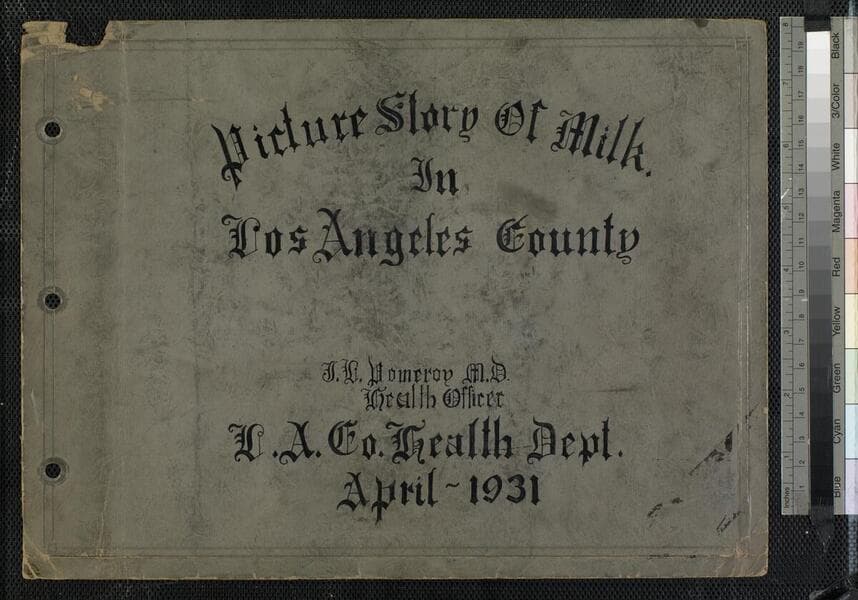 Picture Story Of Milk.
In
Los Angeles County
J. L. Pomeroy M.D.
Health Officer
L. A. Co. Health Dept.
April ~ 1931
Inches
Blue
Cyan
Green
Yellow
Red
Magenta
White
3/Color
Black